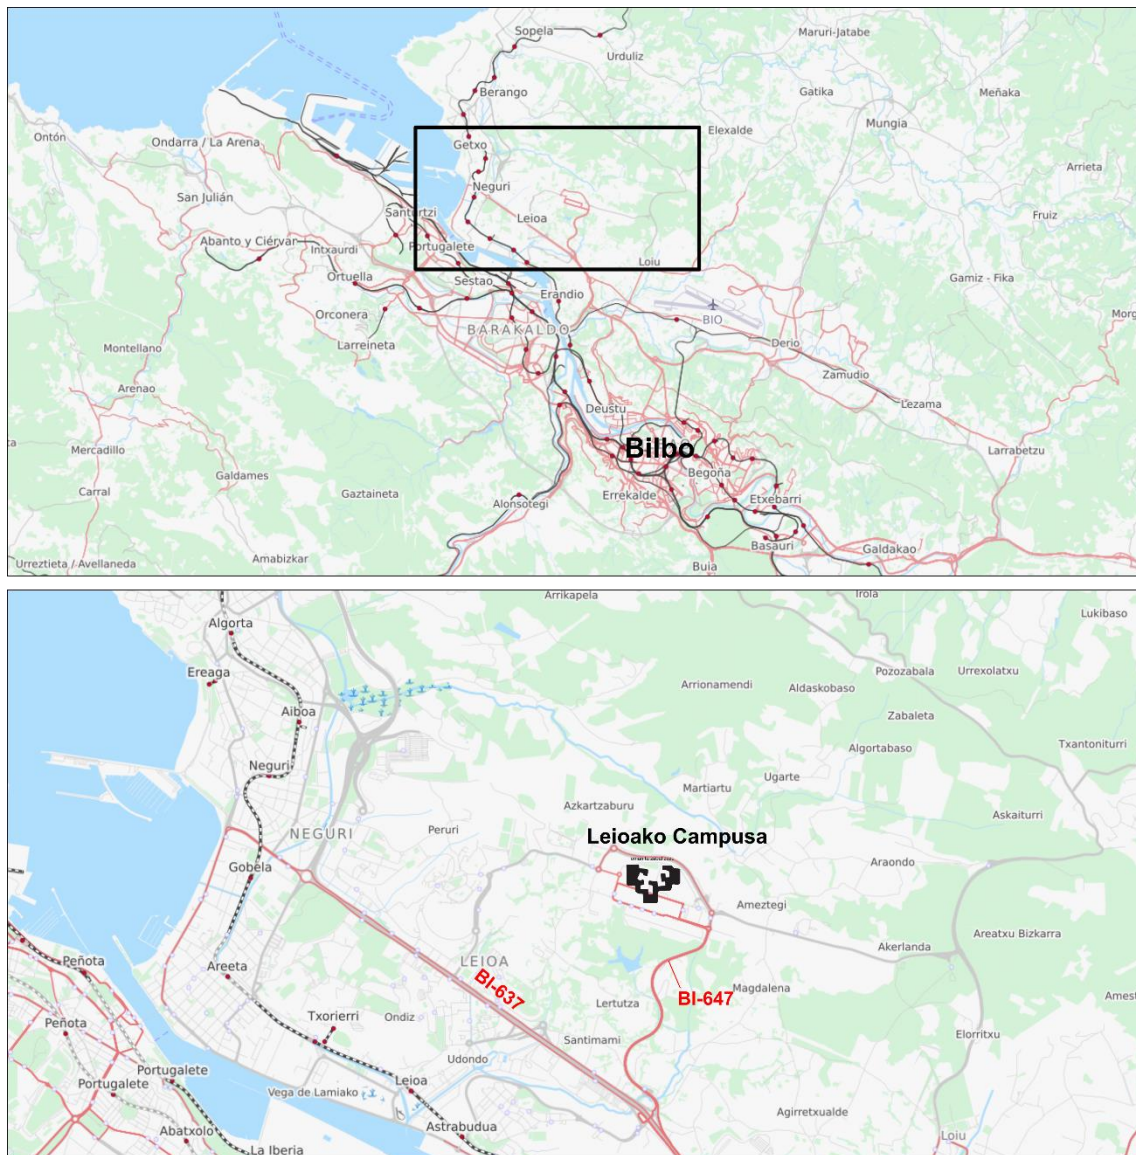 Sopela
Urduliz
Maruri-Jatabe
Berango
Gatika
Meñaka
Ontón
Ondarra / La Arena
Getxo
Elexalde
Mungia
Arrieta
San Julián
Neguri
Santurtzi
Leioa
Fruiz
Abanto y Ciérvana
Intxaurdi
Portugalete
Loiu
Ortuella
Sestao
Gamiz - Fika
Orconera
Erandio
BIO
Morg
BARAKALDO
Larreineta
Derio
Montellano
Zamudio
Arenao
Lezama
Deustu
Bilbo
Mercadillo
Galdames
Begoña
Larrabetzu
Carral
Gaztaineta
Errekalde
Etxebarri
Alonsotegi
Amabizkar
Basauri
Galdakao
Urreztieta / Avellaneda
Buia
Arrikapela
Irola
Lukibaso
Algorta
Ereaga
Pozozabala
Urrexolatxu
Arrionamendi
Aldaskobaso
Aiboa
Zabaleta
Txantoniturri
Algortabaso
Neguri
Ugarte
Martiartu
Azkartzaburu
Askaiturri
NEGURI
Peruri
Leioako Campusa
Gobela
Araondo
Ameztegi
Areatxu Bizkarra
Akerlanda
LEIOA
Peñota
Areeta
BI-637
BI-647
Magdalena
Amest
Lertutza
Txorierri
Ondiz
Peñota
Santimami
Elorritxu
Udondo
Portugalete
Portugalete
Vega de Lamiako
Leioa
Agirretxualde
Abatxolo
Astrabudua
Loiu
La Iberia